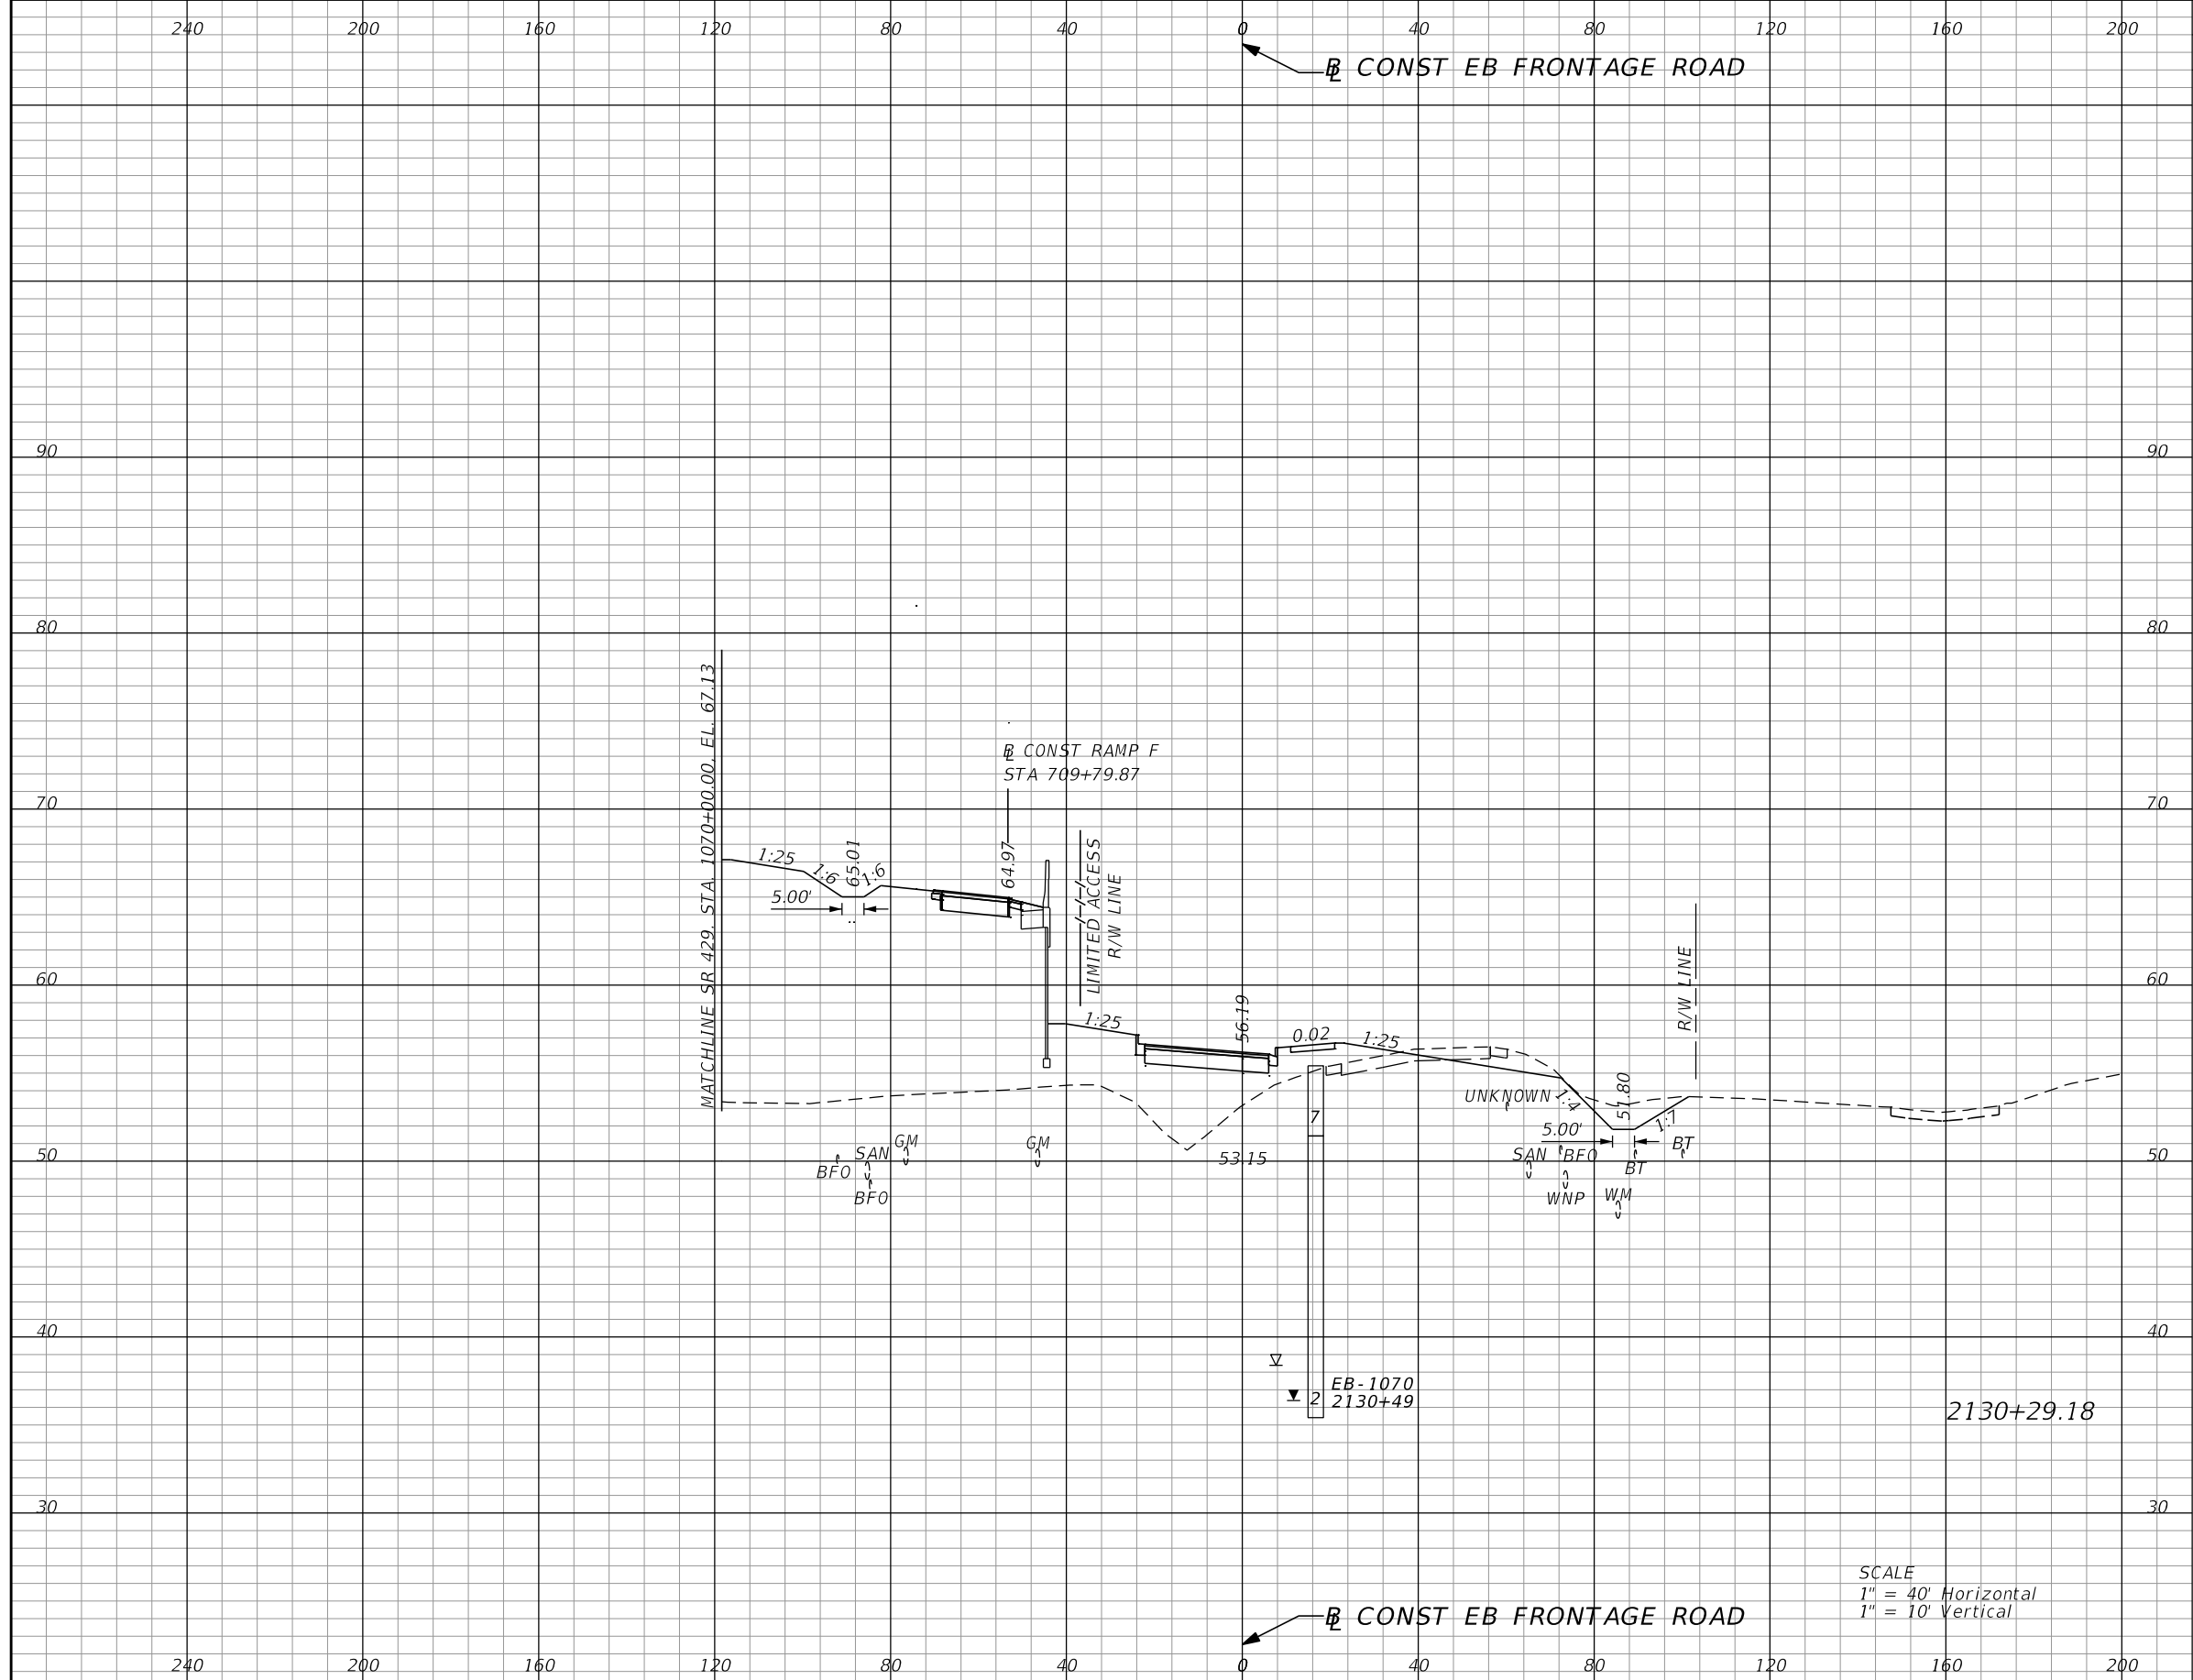 240 200 160 120 80 40 0 40 80 120 160 200
BL CONST EB FRONTAGE ROAD
90 90
80 80
MATCHLINE SR 429, STA. 1070+00.00, EL. 67.13
BL CONST RAMP F
STA 709+79.87
70 70
1:25
1:6
65.01
1:6
5.00'
64.97
LIMITED ACCESS
R/W LINE
60 60
1:25
56.19
0.02
1:25
R/W LINE
UNKNOWN
1:4
51.80
1:7
5.00'
7
GM
SAN
BFO
BFO
GM
53.15
SAN
BFO
BT
BT
WNP
WM
50 50
40 40
2
EB-1070
2130+49
2130+29.18
30 30
SCALE
1" = 40' Horizontal
1" = 10' Vertical
BL CONST EB FRONTAGE ROAD
240 200 160 120 80 40 0 40 80 120 160 200